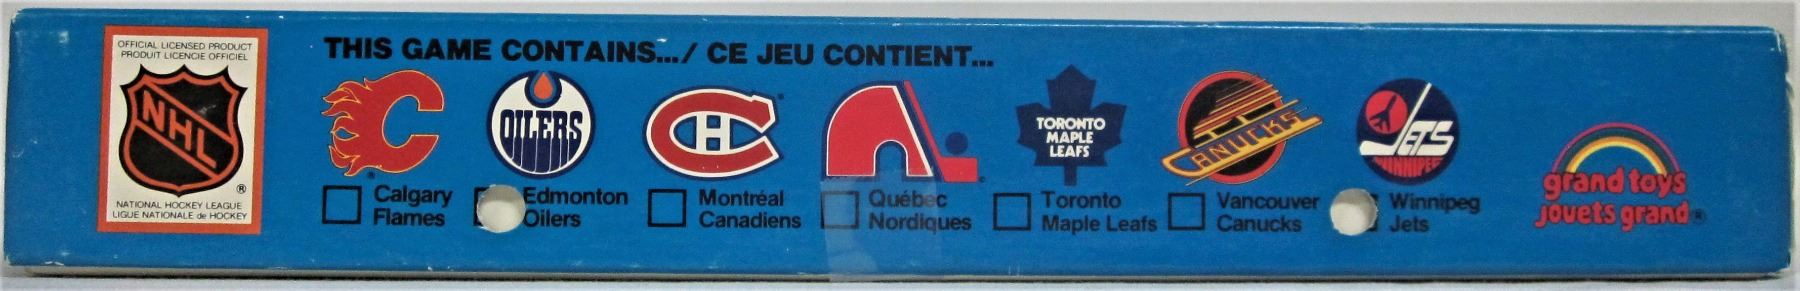 OFFICIAL LICENSED PRODUCT
PRODUIT LICENCIE OFFICIEL
NHL
®
NATIONAL HOCKEY LEAGUE
LIGUE NATIONALE de HOCKEY
THIS GAME CONTAINS.../ CE JEU CONTIENT...
OILERS
CH
TORONTO
MAPLE
LEAFS
CANUCKS
JETS
WINNIPEG
Calgary
Flames
Edmonton
Oilers
Montréal
Canadiens
Québec
Nordiques
Toronto
Maple Leafs
Vancouver
Canucks
Winnipeg
Jets
grand toys
jouets grand®